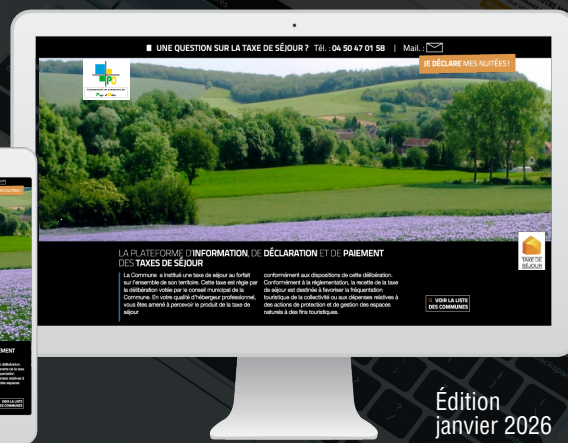 UNE QUESTION SUR LA TAXE DE SÉJOUR ? Tél. : 04 50 47 01 58 | Mail. :
JE DÉCLARE MES NUITÉES !
LA PLATEFORME D'INFORMATION, DE DÉCLARATION ET DE PAIEMENT
DES TAXES DE SÉJOUR
La Commune a institué une taxe de séjour au forfait
sur l'ensemble de son territoire. Cette taxe est régie par
la délibération votée par le conseil municipal de la
Commune. En votre qualité d'hébergeur professionnel,
vous êtes amené à percevoir le produit de la taxe de
séjour
conformément aux dispositions de cette délibération.
Conformément à la réglementation, la recette de la taxe
de séjour est destinée à favoriser la fréquentation
touristique de la collectivité ou aux dépenses relatives à
des actions de protection et de gestion des espaces
naturels à des fins touristiques.
TAXE DE
SÉJOUR
VOIR LA LISTE
DES COMMUNES
EMENT
VOIR LA LISTE
DES COMMUNES
Édition
janvier 2026